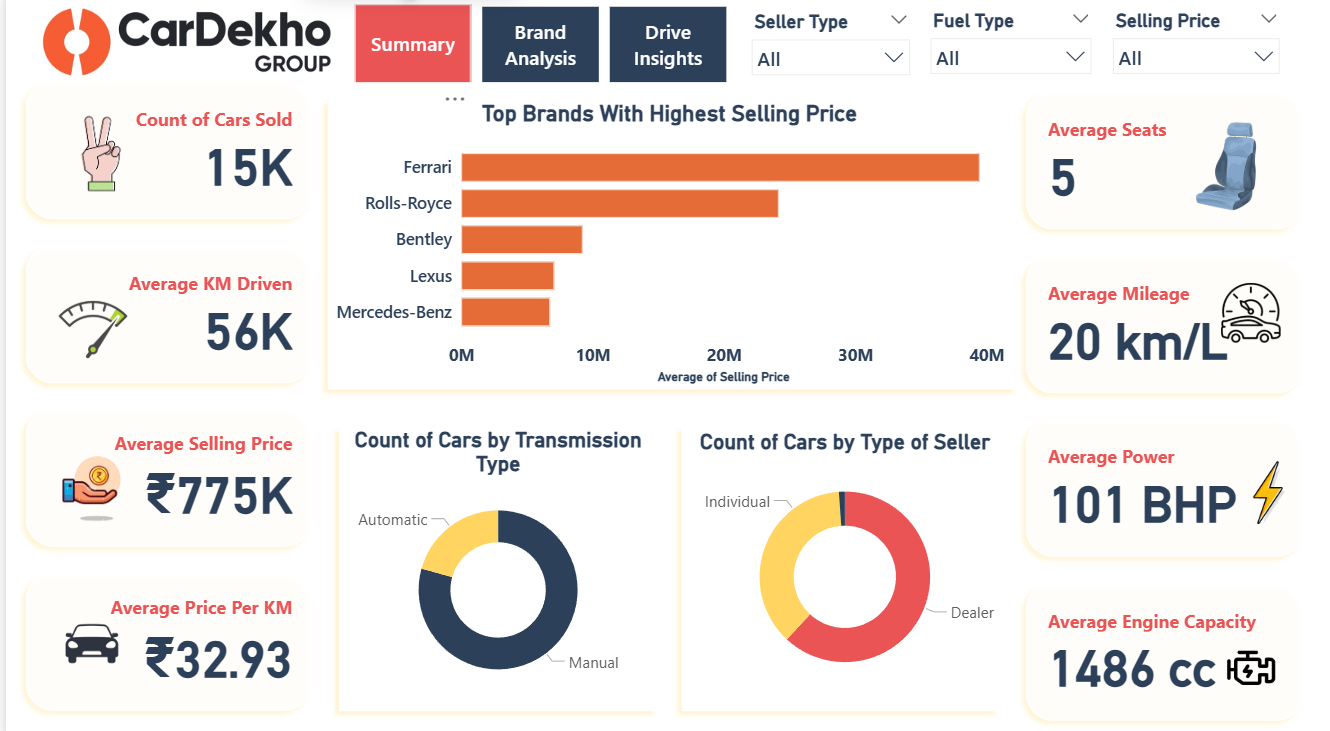 CarDekho
GROUP
Summary
Brand
Analysis
Drive
Insights
Seller Type
All
Fuel Type
All
Selling Price
All
Count of Cars Sold
15K
Average KM Driven
56K
Average Selling Price
₹775K
Average Price Per KM
₹32.93
Top Brands With Highest Selling Price
Ferrari
Rolls-Royce
Bentley
Lexus
Mercedes-Benz
0M 10M 20M 30M 40M
Average of Selling Price
Count of Cars by Transmission
Type
Automatic
Manual
Count of Cars by Type of Seller
Individual
Dealer
Average Seats
5
Average Mileage
20 km/L
Average Power
101 BHP
Average Engine Capacity
1486 cc